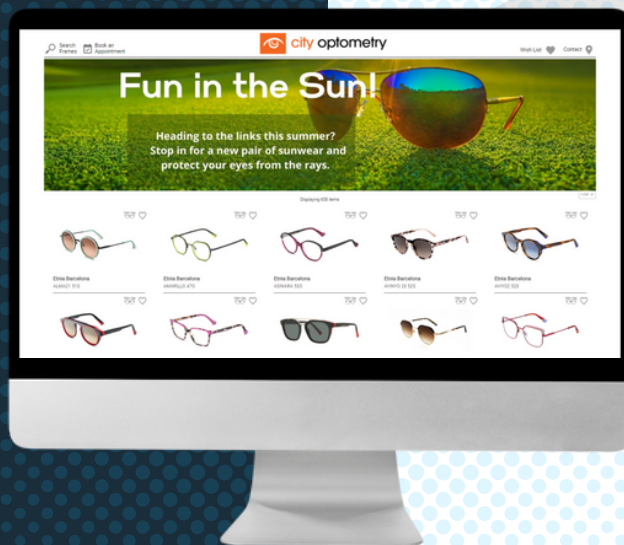 Search
Frames
Book an
Appointment
city optometry
Wish List
Contact
Fun in the Sun!
Heading to the links this summer?
Stop in for a new pair of sunwear and
protect your eyes from the rays.
Displaying items
Etnia Barcelona
Etnia Barcelona
Etnia Barcelona
Etnia Barcelona
Etnia Barcelona